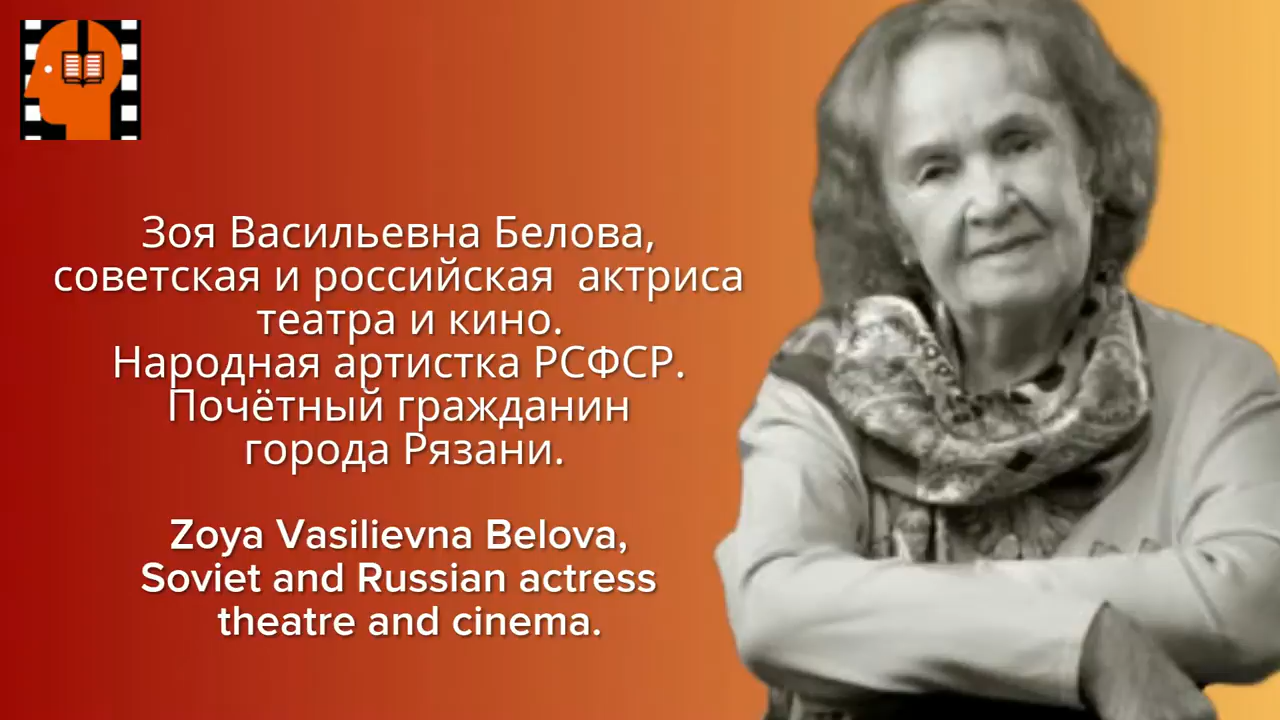 Зоя Васильевна Белова,
советская и российская актриса
театра и кино.
Народная артистка РСФСР.
Почётный гражданин
города Рязани.
Zoya Vasilievna Belova,
Soviet and Russian actress
theatre and cinema.